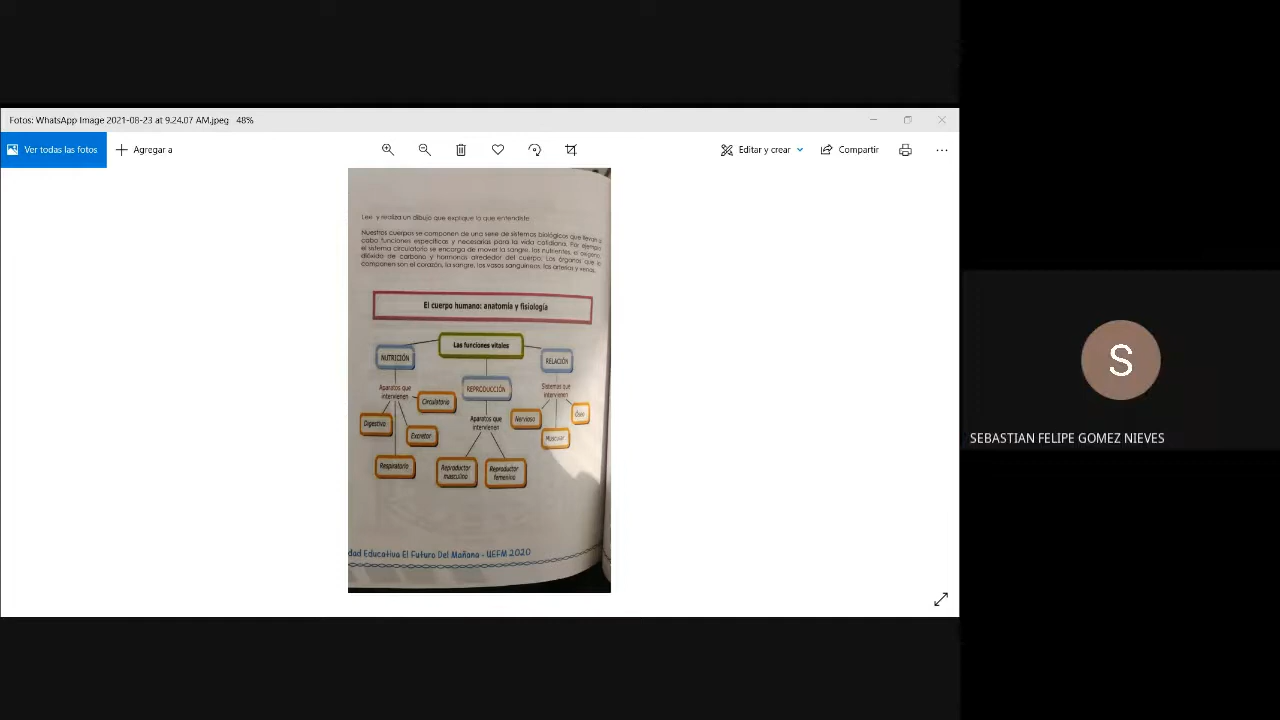 Fotos: WhatsApp Image 2021-08-23 at 9.24.07 AM.jpeg 48%
Ver todas las fotos
Agregar a
Editar y crear
Compartir
Lee y realiza un dibujo que explique lo que entendiste
Nuestros cuerpos se componen de una serie de sistemas biológicos que llevan a
cabo funciones específicas y necesarias para la vida cotidiana. Por ejemplo
el sistema circulatorio se encarga de mover la sangre, los nutrientes, el oxígeno
dióxido de carbono y hormonas alrededor del cuerpo. Los órganos que lo
componen son el corazón, la sangre, los vasos sanguíneos: las arterias y venas.
El cuerpo humano: anatomía y fisiología
Las funciones vitales
NUTRICIÓN
RELACIÓN
REPRODUCCIÓN
Aparatos que
intervienen
Sistemas que
intervienen
Circulatorio
Digestivo
Excretor
Respiratorio
Aparatos que
intervienen
Nervioso
Óseo
Muscular
Reproductor
masculino
Reproductor
femenino
dad Educativa El Futuro Del Mañana - UEFM 2020
S
SEBASTIAN FELIPE GOMEZ NIEVES